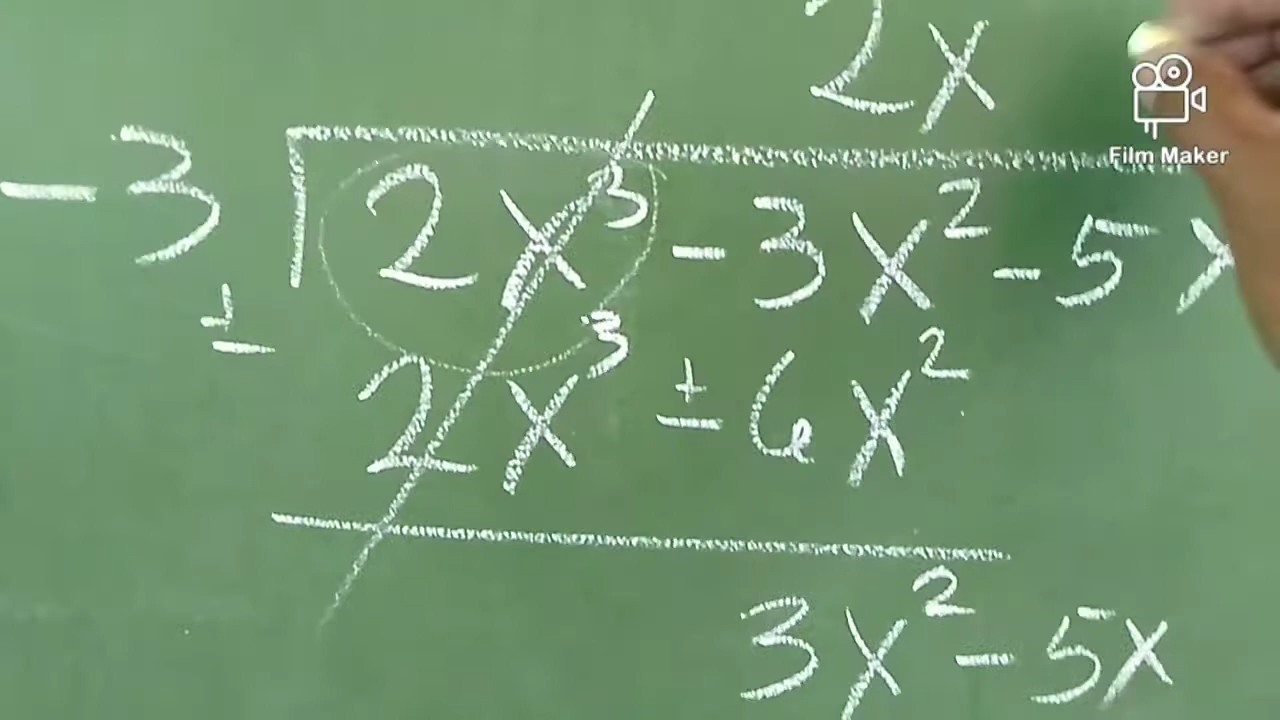 2x
-3 2x³ - 3x² - 5x
± 2x³ ± 6x²
3x² - 5x
Film Maker